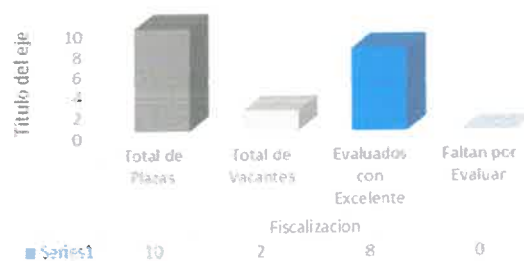 Título del eje
10
8
6
4
2
0
Total de Plazas
Total de Vacantes
Evaluados con Excelente
Faltan por Evaluar
Fiscalizacion
Series1 10 2 8 0